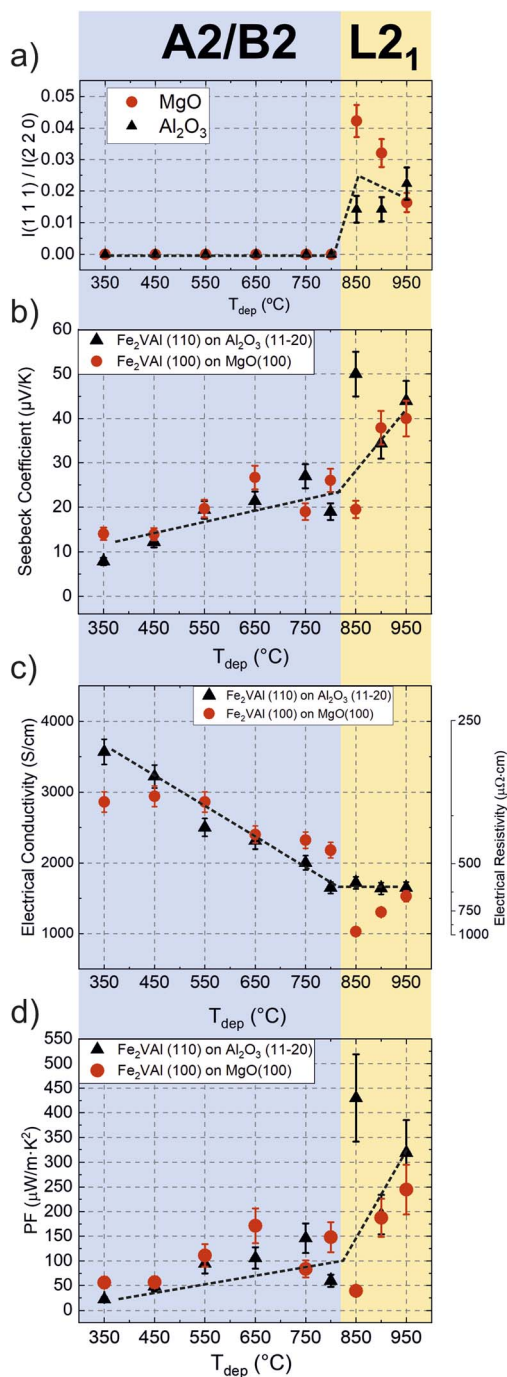 A2/B2 L2₁
a)
0.05
0.04
0.03
0.02
0.01
0.00
I(1 1 1) / I(2 2 0)
MgO
Al₂O₃
350 450 550 650 750 850 950
T_dep (ºC)
b)
60
50
40
30
20
10
0
Seebeck Coefficient (µV/K)
Fe₂VAl (110) on Al₂O₃ (11-20)
Fe₂VAl (100) on MgO(100)
350 450 550 650 750 850 950
T_dep (°C)
c)
4000
3000
2000
1000
Electrical Conductivity (S/cm)
Fe₂VAl (110) on Al₂O₃ (11-20)
Fe₂VAl (100) on MgO(100)
250
500
750
1000
Electrical Resistivity (µΩ·cm)
350 450 550 650 750 850 950
T_dep (°C)
d)
550
500
450
400
350
300
250
200
150
100
50
0
PF (µW/m·K²)
Fe₂VAl (110) on Al₂O₃ (11-20)
Fe₂VAl (100) on MgO(100)
350 450 550 650 750 850 950
T_dep (°C)